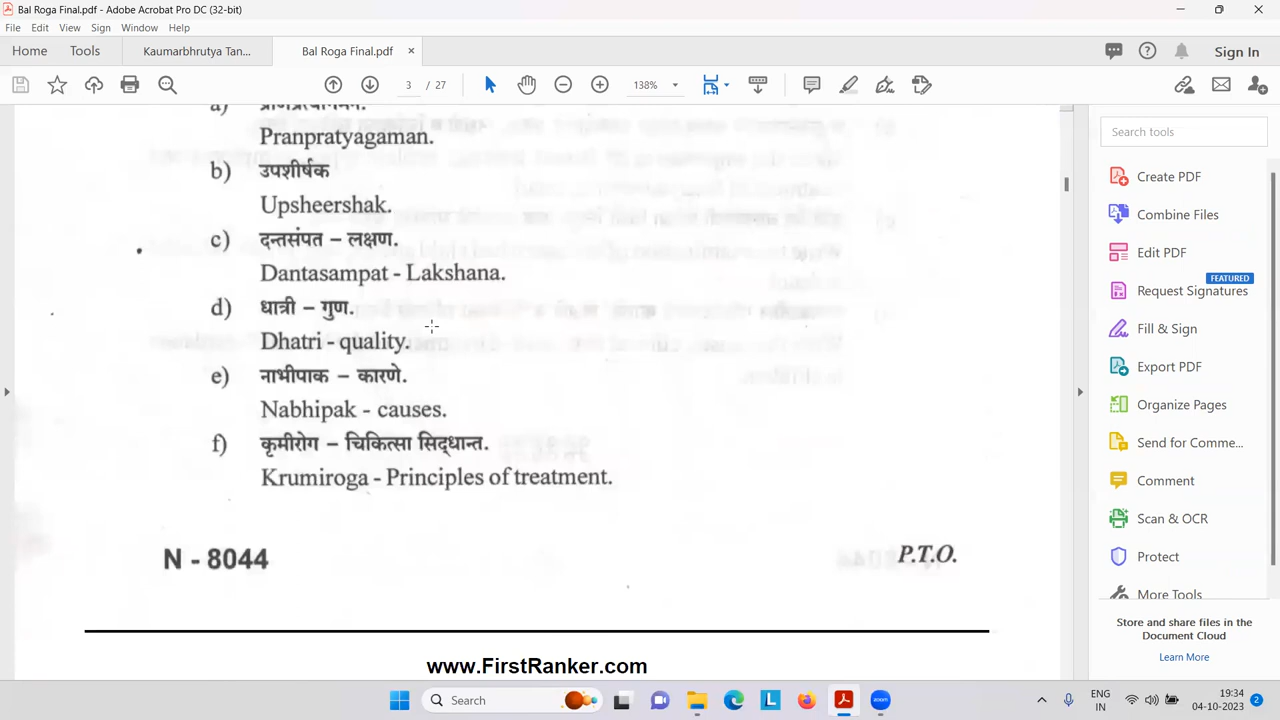 Bal Roga Final.pdf - Adobe Acrobat Pro DC (32-bit)
File Edit View Sign Window Help
Home Tools Kaumarbhrutya Tan... Bal Roga Final.pdf × Sign In
3 / 27 138%
a) प्राणप्रत्यागमन.
Pranpratyagaman.
b) उपशीर्षक
Upsheershak.
c) दन्तसंपत – लक्षण.
Dantasampat - Lakshana.
d) धात्री – गुण.
Dhatri - quality.
e) नाभीपाक – कारणे.
Nabhipak - causes.
f) कृमीरोग – चिकित्सा सिद्धान्त.
Krumiroga - Principles of treatment.
N - 8044 P.T.O.
www.FirstRanker.com
Search tools
Create PDF
Combine Files
Edit PDF
FEATURED
Request Signatures
Fill & Sign
Export PDF
Organize Pages
Send for Comme...
Comment
Scan & OCR
Protect
More Tools
Store and share files in the
Document Cloud
Learn More
Search
ENG
IN
19:34
04-10-2023
2